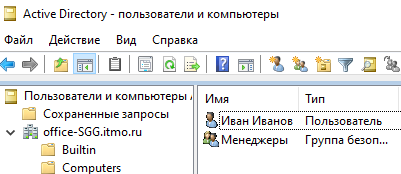 Active Directory - пользователи и компьютеры
Файл Действие Вид Справка
Пользователи и компьютеры
Сохраненные запросы
office-SGG.itmo.ru
Builtin
Computers
Имя Тип
Иван Иванов Пользователь
Менеджеры Группа безоп...